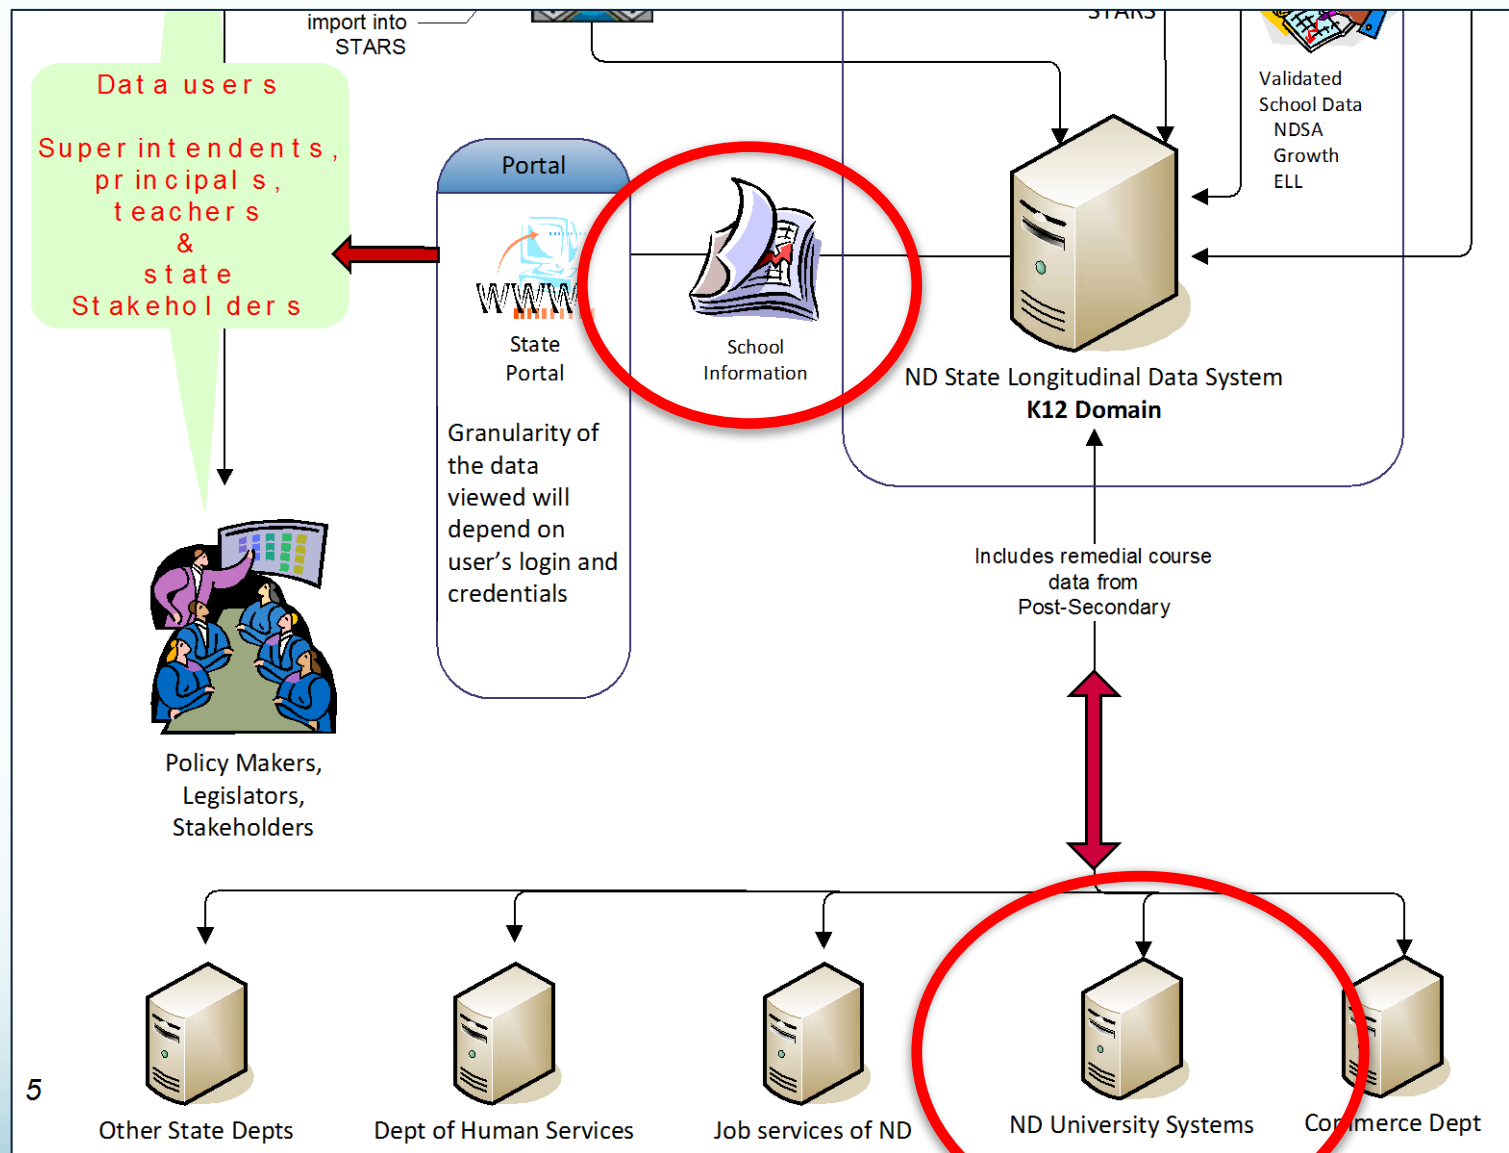 import into
STARS
STARS
Data users
Superintendents,
principals,
teachers
&
state
Stakeholders
Portal
WWW
State
Portal
Granularity of
the data
viewed will
depend on
user's login and
credentials
School
Information
Validated
School Data
NDSA
Growth
ELL
ND State Longitudinal Data System
K12 Domain
Includes remedial course
data from
Post-Secondary
Policy Makers,
Legislators,
Stakeholders
5
Other State Depts
Dept of Human Services
Job services of ND
ND University Systems
Commerce Dept